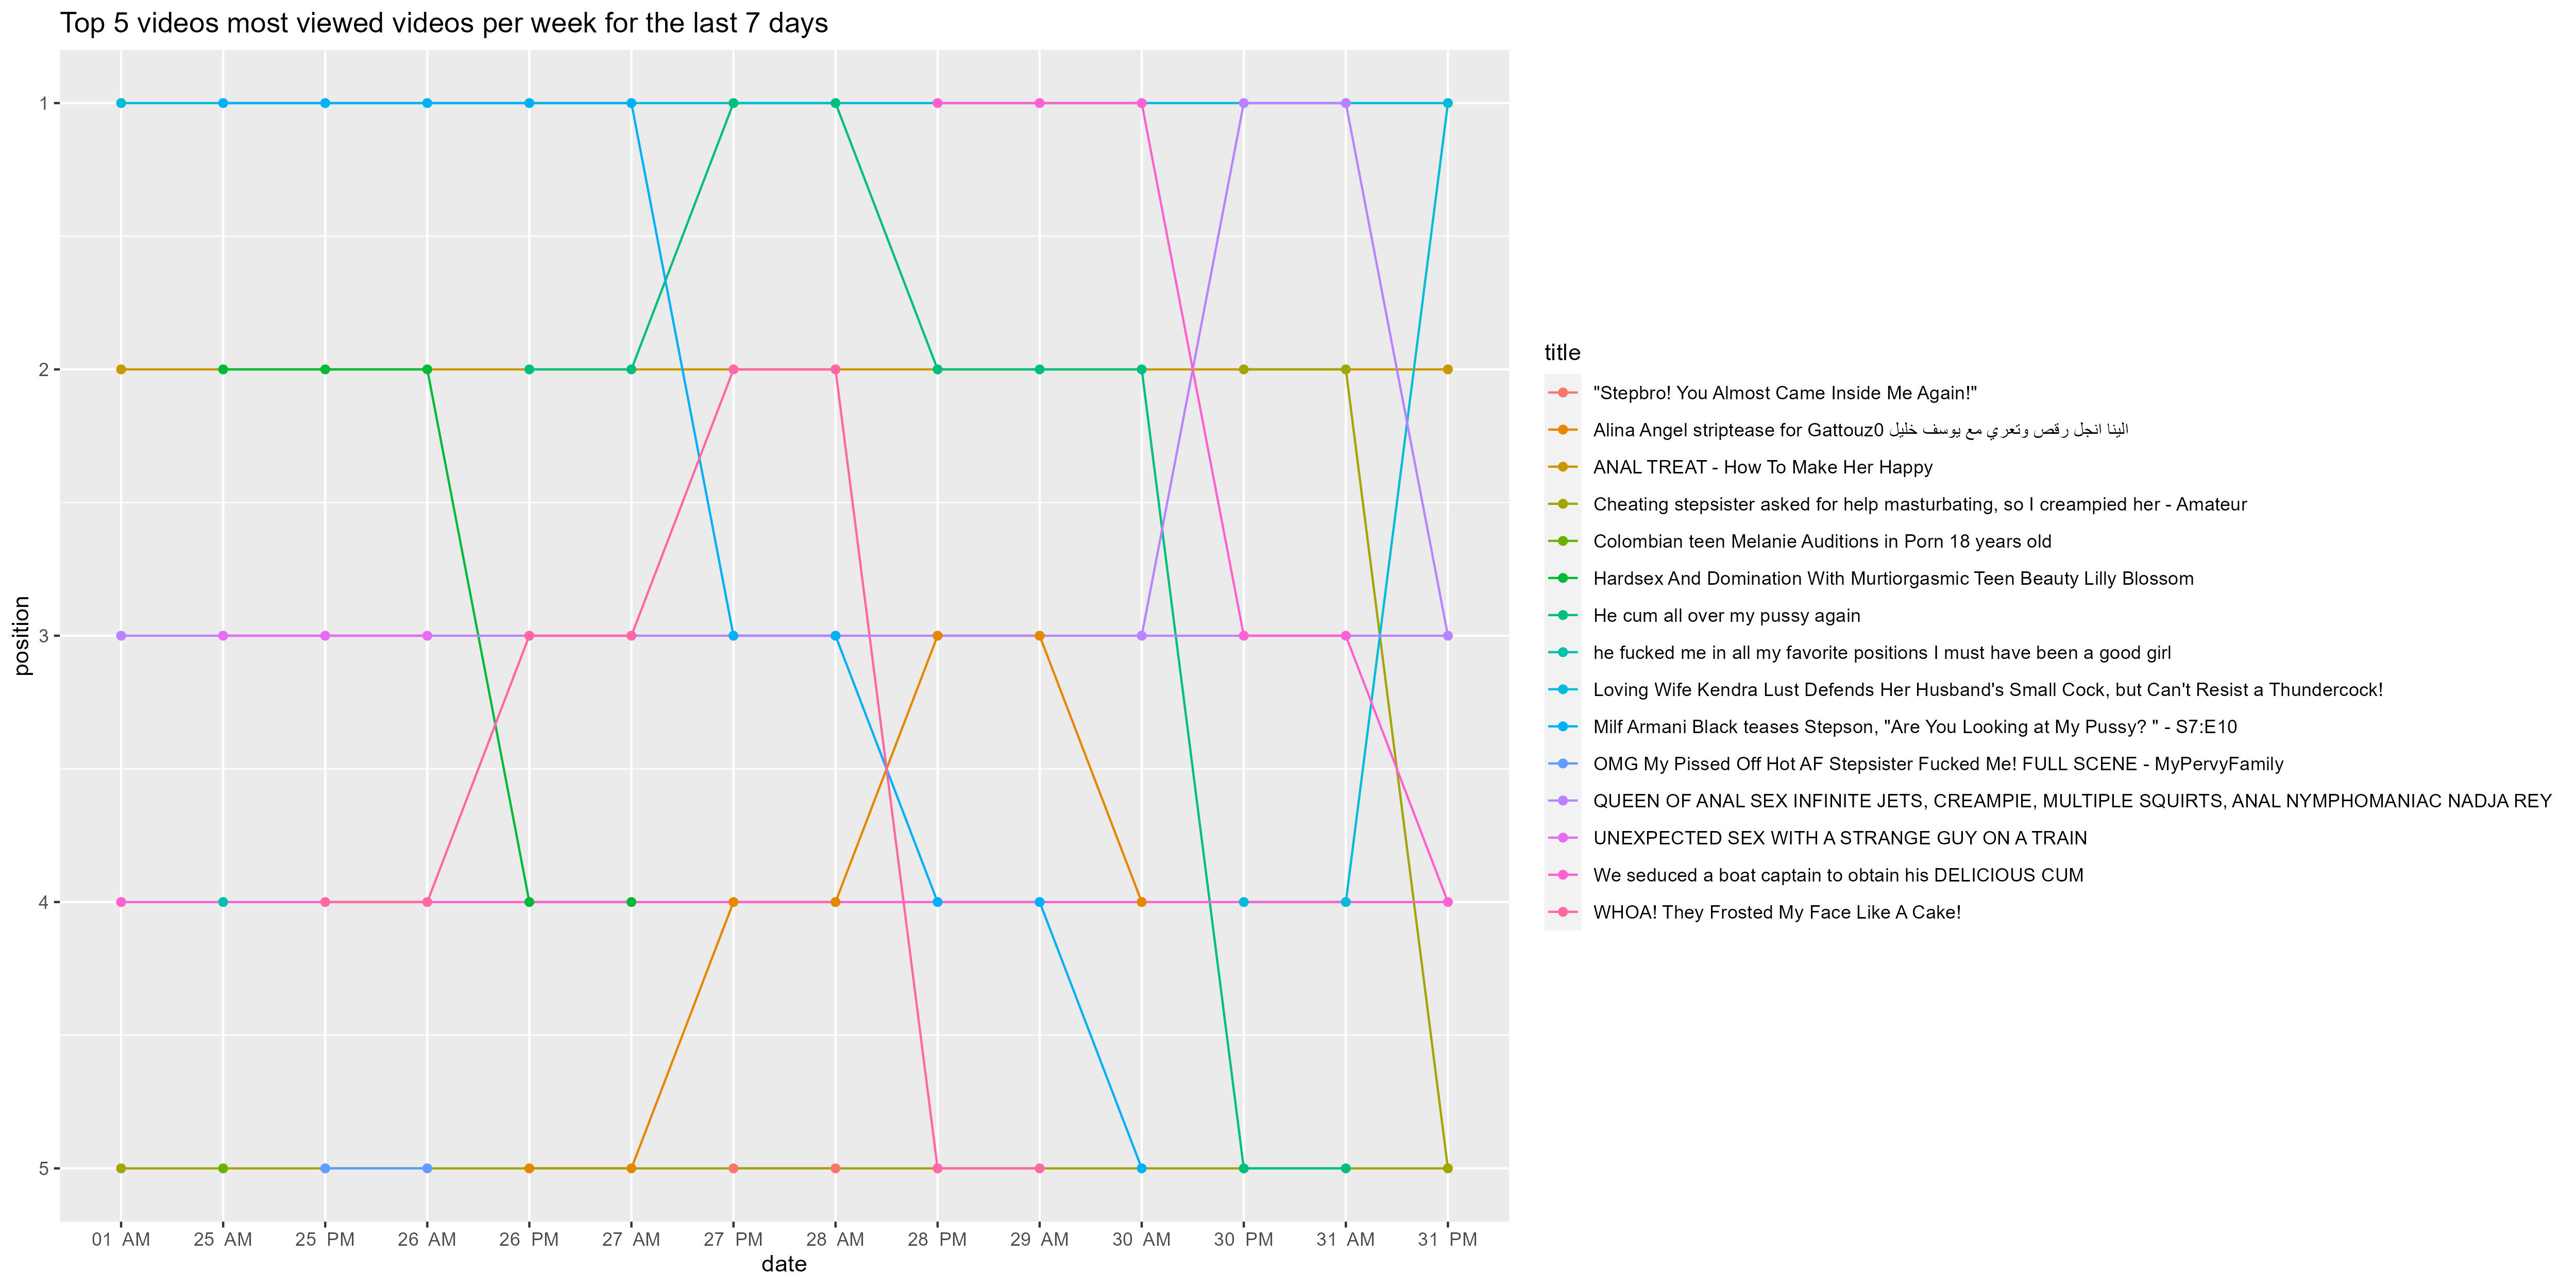 Top 5 videos most viewed videos per week for the last 7 days
position
1
2
3
4
5
01 AM 25 AM 25 PM 26 AM 26 PM 27 AM 27 PM 28 AM 28 PM 29 AM 30 AM 30 PM 31 AM 31 PM
date
title
"Stepbro! You Almost Came Inside Me Again!"
Alina Angel striptease for Gattouz0 الينا انجل رقص وتعري مع يوسف خليل
ANAL TREAT - How To Make Her Happy
Cheating stepsister asked for help masturbating, so I creampied her - Amateur
Colombian teen Melanie Auditions in Porn 18 years old
Hardsex And Domination With Murtiorgasmic Teen Beauty Lilly Blossom
He cum all over my pussy again
he fucked me in all my favorite positions I must have been a good girl
Loving Wife Kendra Lust Defends Her Husband's Small Cock, but Can't Resist a Thundercock!
Milf Armani Black teases Stepson, "Are You Looking at My Pussy? " - S7:E10
OMG My Pissed Off Hot AF Stepsister Fucked Me! FULL SCENE - MyPervyFamily
QUEEN OF ANAL SEX INFINITE JETS, CREAMPIE, MULTIPLE SQUIRTS, ANAL NYMPHOMANIAC NADJA REY
UNEXPECTED SEX WITH A STRANGE GUY ON A TRAIN
We seduced a boat captain to obtain his DELICIOUS CUM
WHOA! They Frosted My Face Like A Cake!